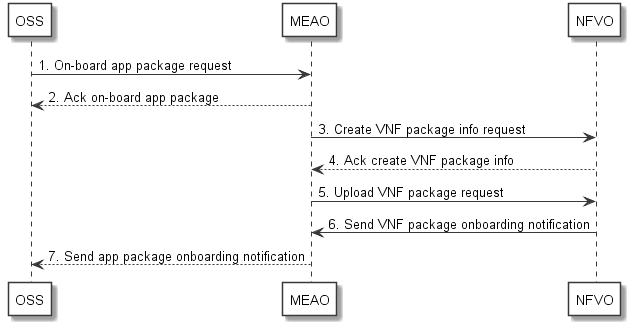 OSS
MEAO
NFVO
1. On-board app package request
2. Ack on-board app package
3. Create VNF package info request
4. Ack create VNF package info
5. Upload VNF package request
6. Send VNF package onboarding notification
7. Send app package onboarding notification
OSS
MEAO
NFVO